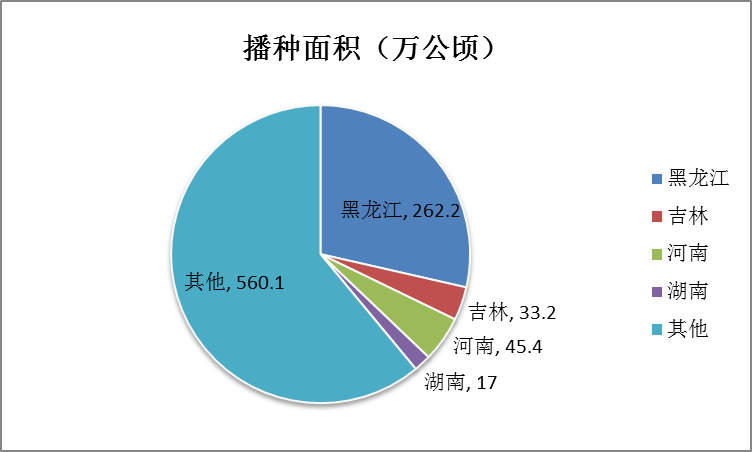 播种面积（万公顷）
黑龙江, 262.2
其他, 560.1
吉林, 33.2
河南, 45.4
湖南, 17
黑龙江
吉林
河南
湖南
其他